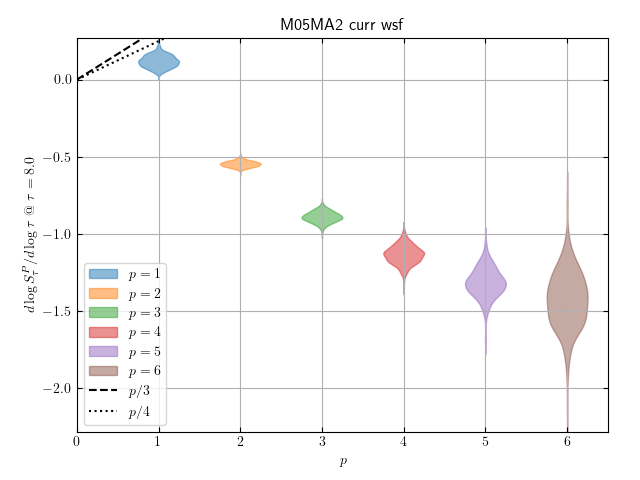 M05MA2 curr wsf
d log S_τ^P / d log τ @ τ = 8.0
0.0
−0.5
−1.0
−1.5
−2.0
p = 1
p = 2
p = 3
p = 4
p = 5
p = 6
p/3
p/4
0 1 2 3 4 5 6
p